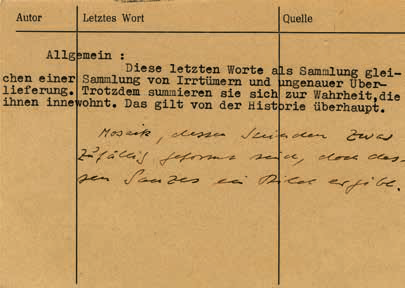 Autor Letztes Wort Quelle
Allgemein :
Diese letzten Worte als Sammlung glei-
chen einer Sammlung von Irrtümern und ungenauer Über-
lieferung. Trotzdem summieren sie sich zur Wahrheit,die
ihnen innewohnt. Das gilt von der Historie überhaupt.
Mosaik, dessen zwar
zufällig geformt sind, doch des-
sen Ganzes ein Bild ergibt.